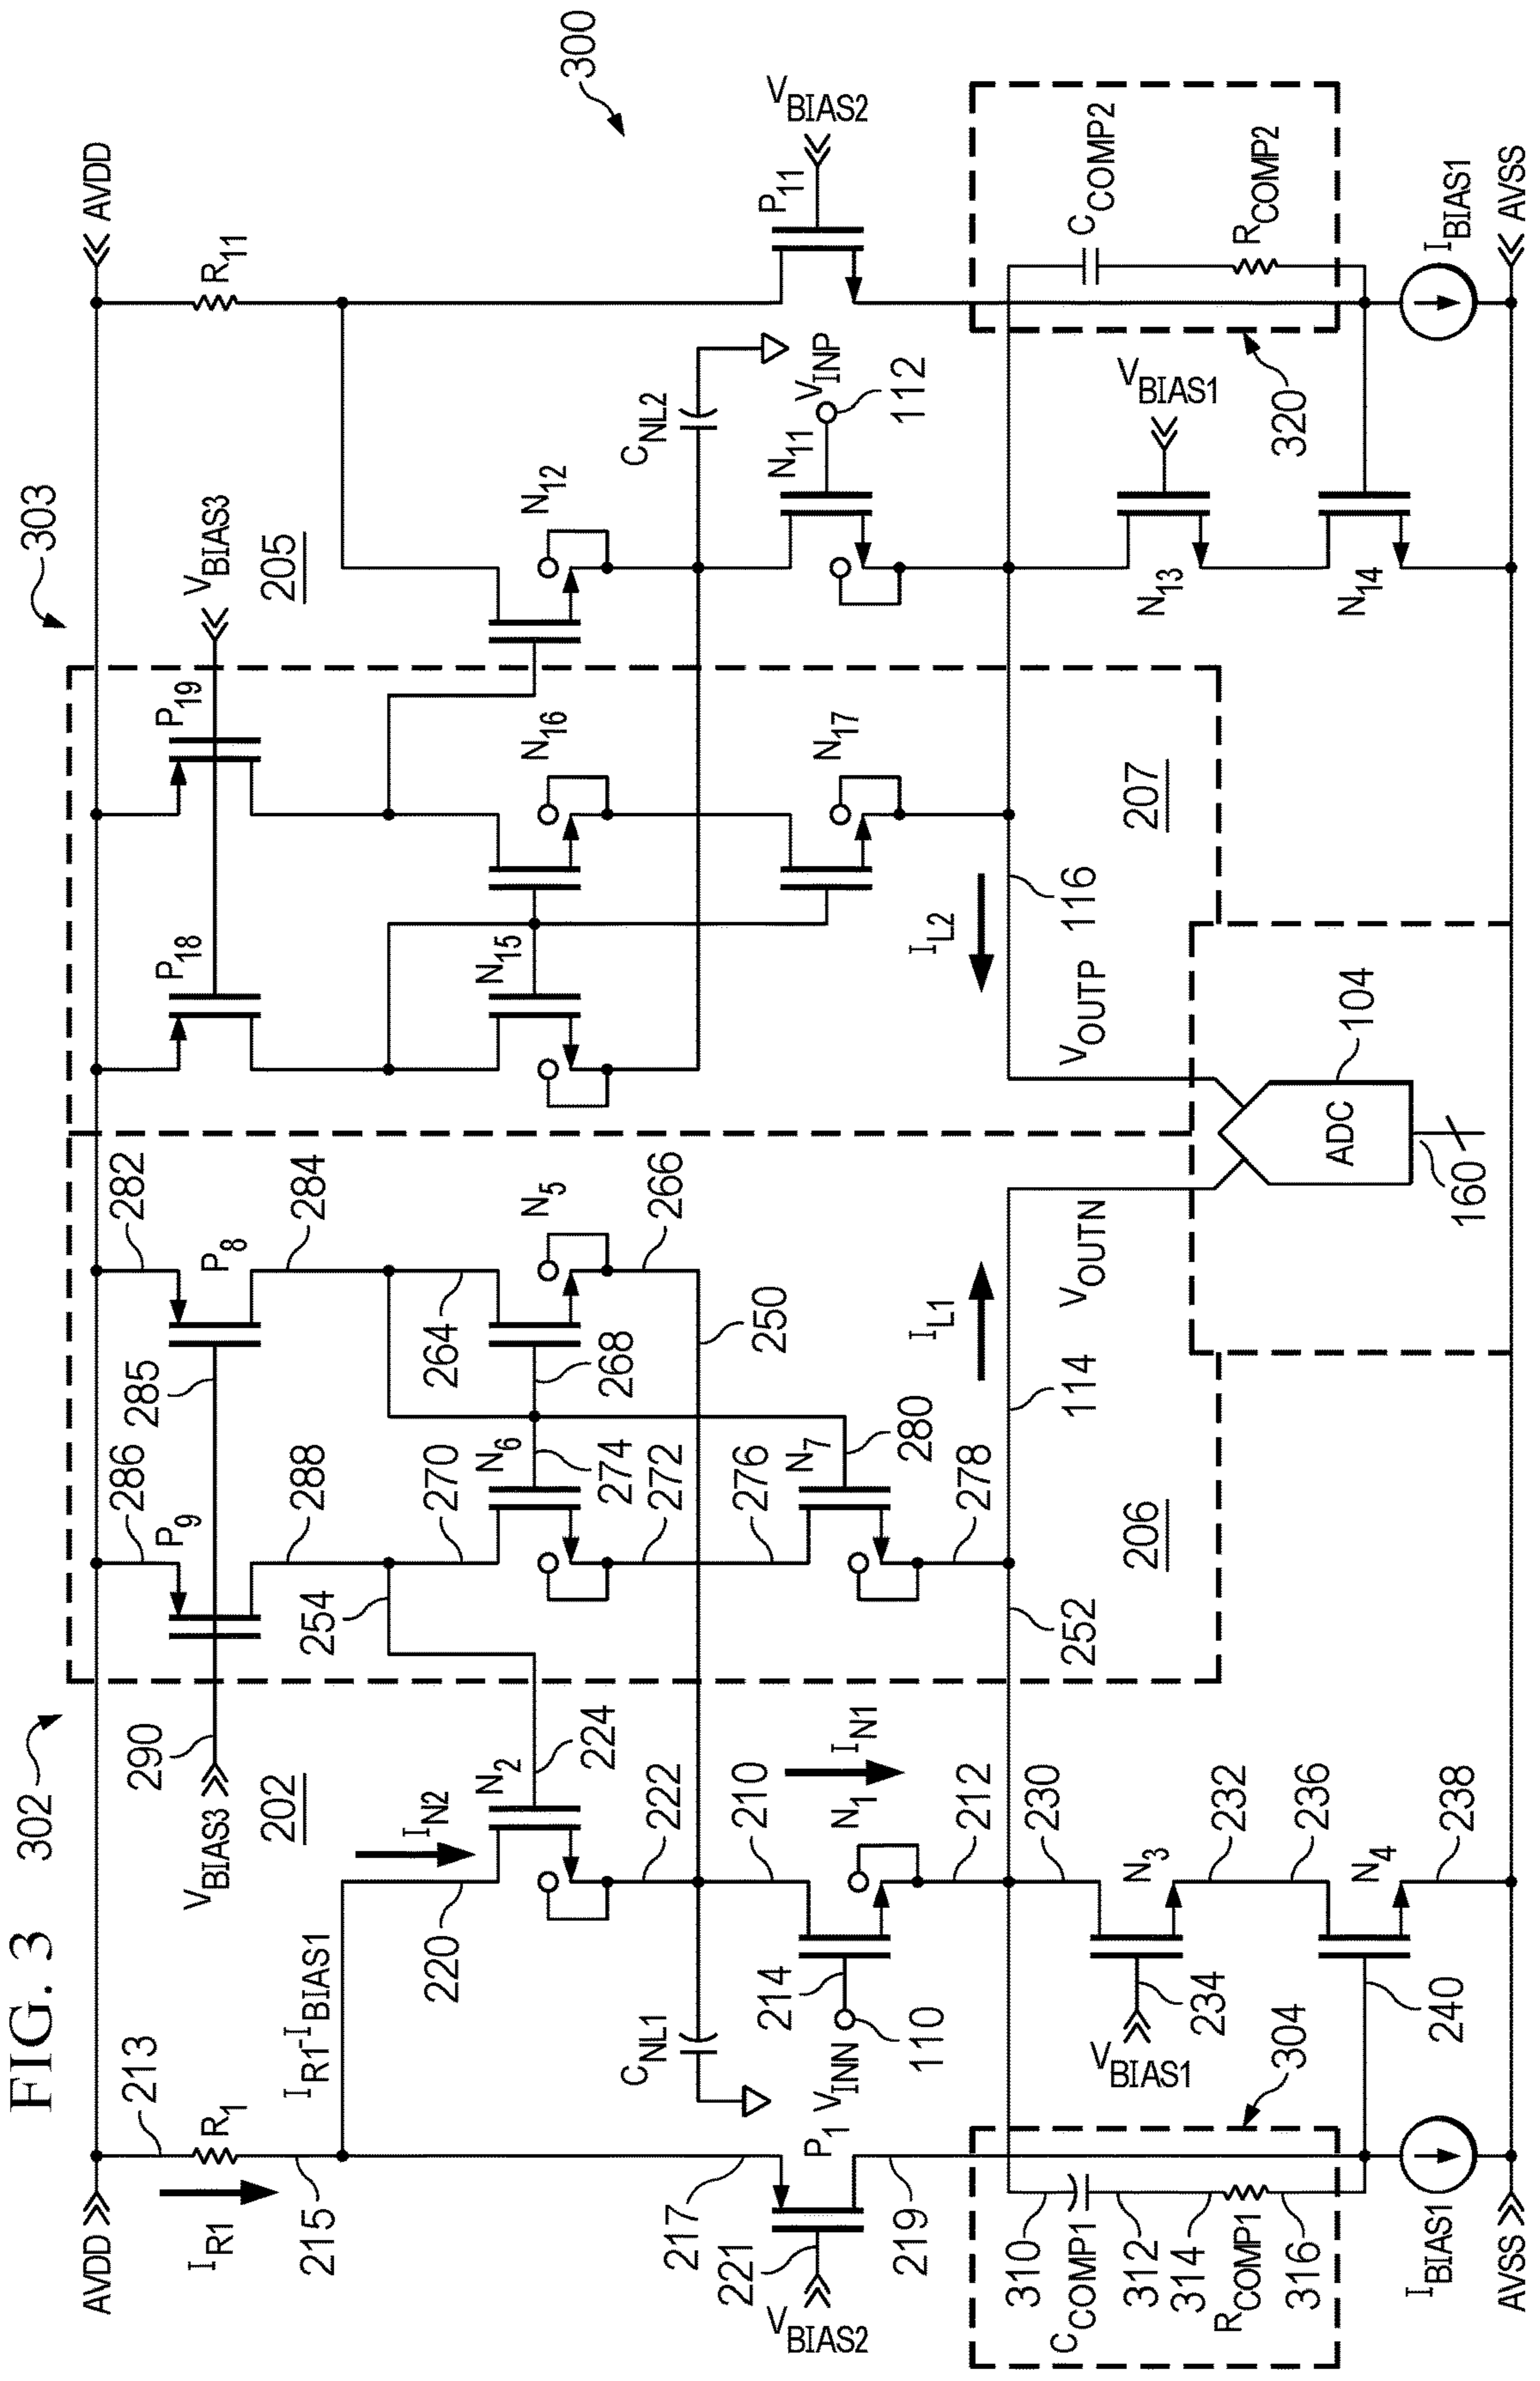 FIG. 3
302
303
300
AVDD
213
R1
IR1
215
IR1-IBIAS1
VBIAS3
290
202
IN2
220
N2
224
222
286
P9
285
288
254
282
P8
284
264
270
N6
268
274
272
N5
266
276
N7
280
278
250
252
206
P18
P19
VBIAS3
205
N15
N16
N17
207
N12
R11
AVDD
CNL1
CNL2
210
IN1
N1
214
VINN
110
212
217
P1
221
VBIAS2
219
N11
VINP
112
P11
VBIAS2
IL1
114
VOUTN
IL2
116
VOUTP
230
N3
232
234
VBIAS1
236
N4
238
240
304
310
CCOMP1
312
314
RCOMP1
316
IBIAS1
AVSS
104
ADC
160
N13
VBIAS1
N14
320
CCOMP2
RCOMP2
IBIAS1
AVSS